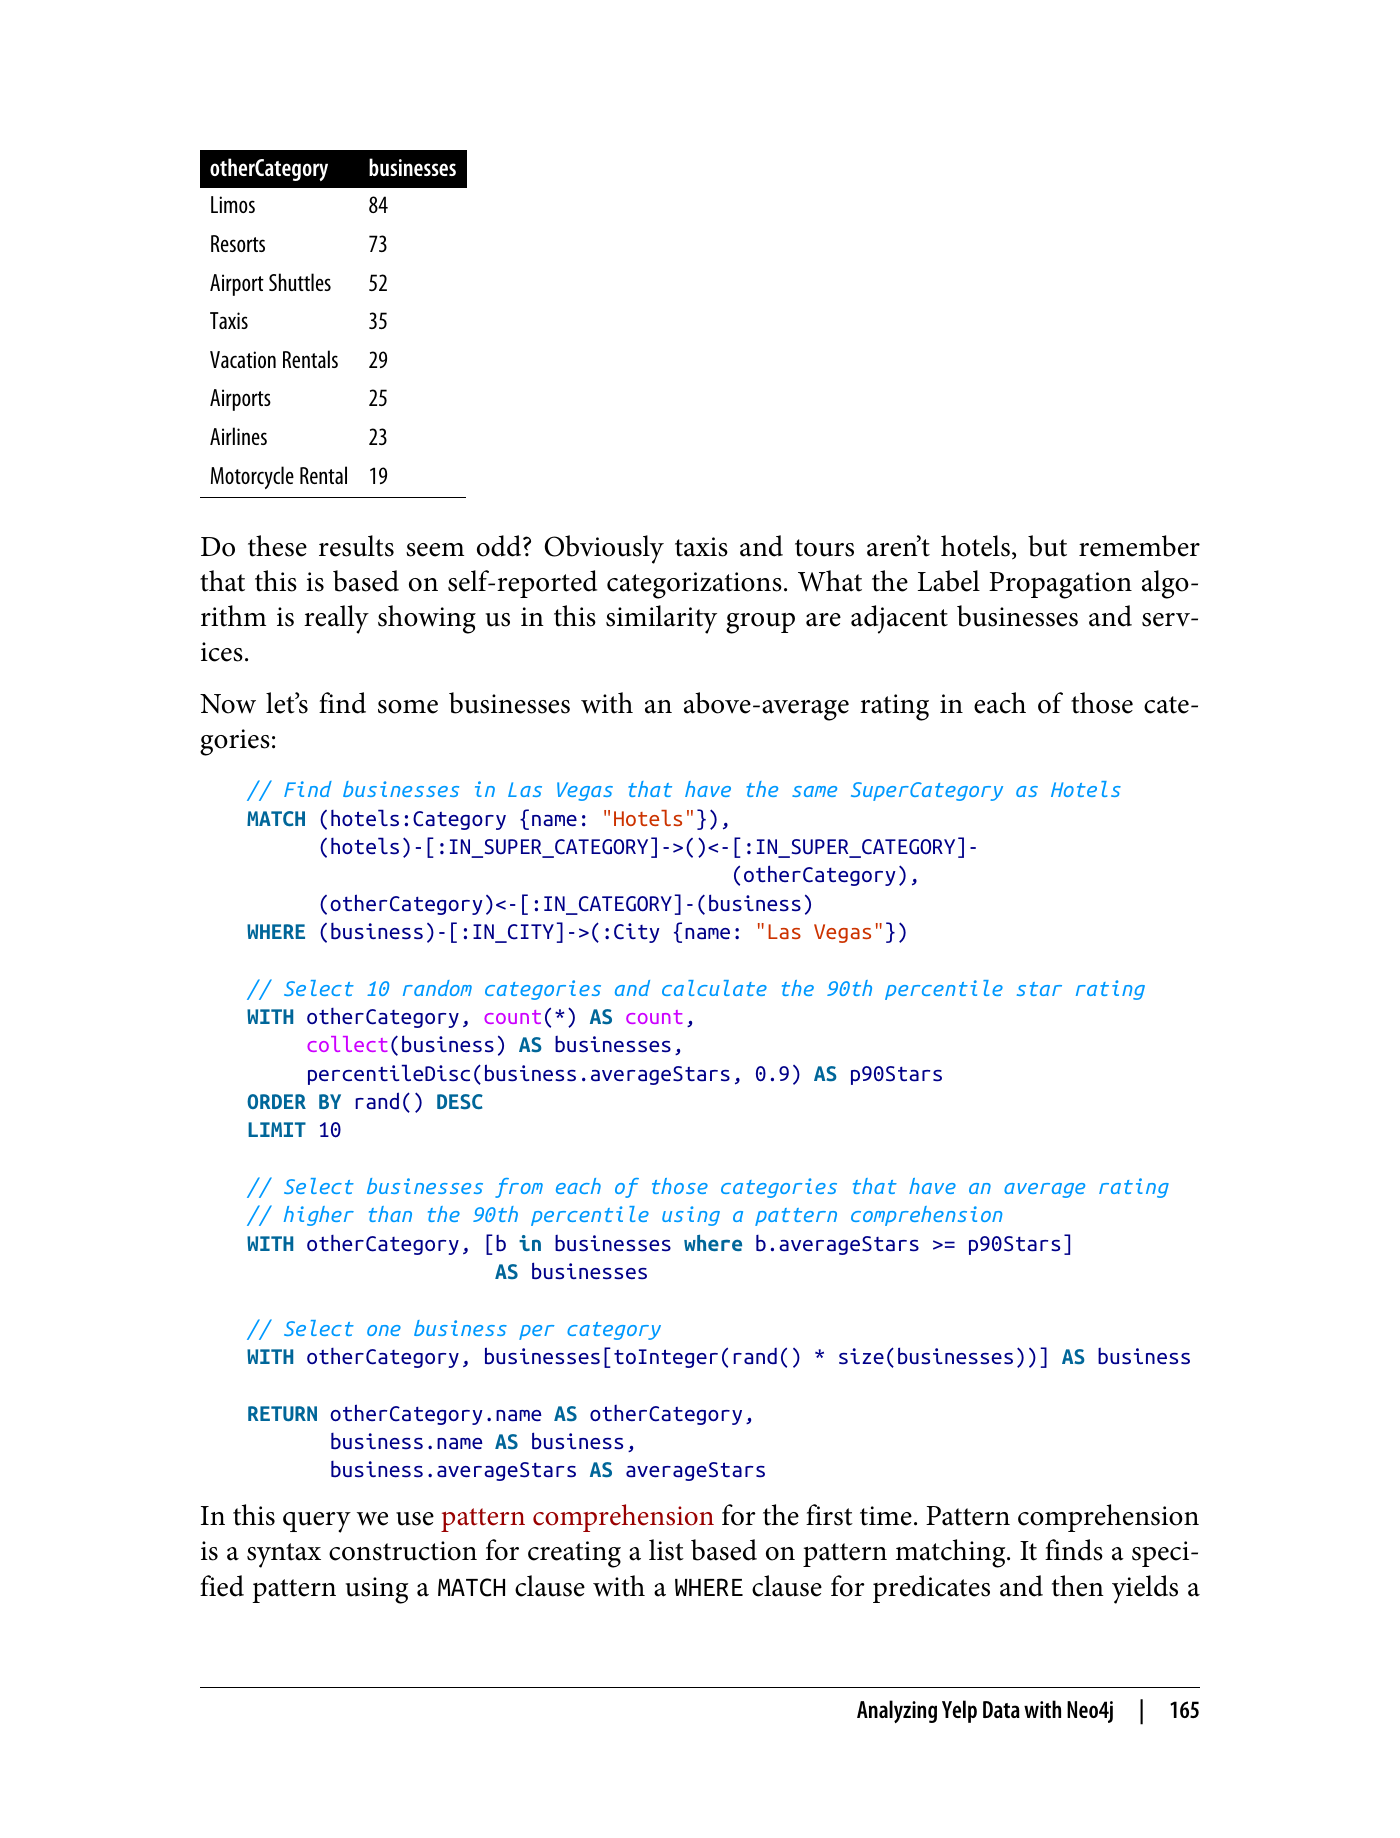 otherCategory businesses
Limos 84
Resorts 73
Airport Shuttles 52
Taxis 35
Vacation Rentals 29
Airports 25
Airlines 23
Motorcycle Rental 19
Do these results seem odd? Obviously taxis and tours aren’t hotels, but remember
that this is based on self-reported categorizations. What the Label Propagation algo-
rithm is really showing us in this similarity group are adjacent businesses and serv-
ices.
Now let’s find some businesses with an above-average rating in each of those cate-
gories:
// Find businesses in Las Vegas that have the same SuperCategory as Hotels
MATCH (hotels:Category {name: "Hotels"}),
      (hotels)-[:IN_SUPER_CATEGORY]->()<-[:IN_SUPER_CATEGORY]-
                                         (otherCategory),
      (otherCategory)<-[:IN_CATEGORY]-(business)
WHERE (business)-[:IN_CITY]->(:City {name: "Las Vegas"})
// Select 10 random categories and calculate the 90th percentile star rating
WITH otherCategory, count(*) AS count,
     collect(business) AS businesses,
     percentileDisc(business.averageStars, 0.9) AS p90Stars
ORDER BY rand() DESC
LIMIT 10
// Select businesses from each of those categories that have an average rating
// higher than the 90th percentile using a pattern comprehension
WITH otherCategory, [b in businesses where b.averageStars >= p90Stars]
                     AS businesses
// Select one business per category
WITH otherCategory, businesses[toInteger(rand() * size(businesses))] AS business
RETURN otherCategory.name AS otherCategory,
       business.name AS business,
       business.averageStars AS averageStars
In this query we use pattern comprehension for the first time. Pattern comprehension
is a syntax construction for creating a list based on pattern matching. It finds a speci-
fied pattern using a MATCH clause with a WHERE clause for predicates and then yields a
Analyzing Yelp Data with Neo4j | 165